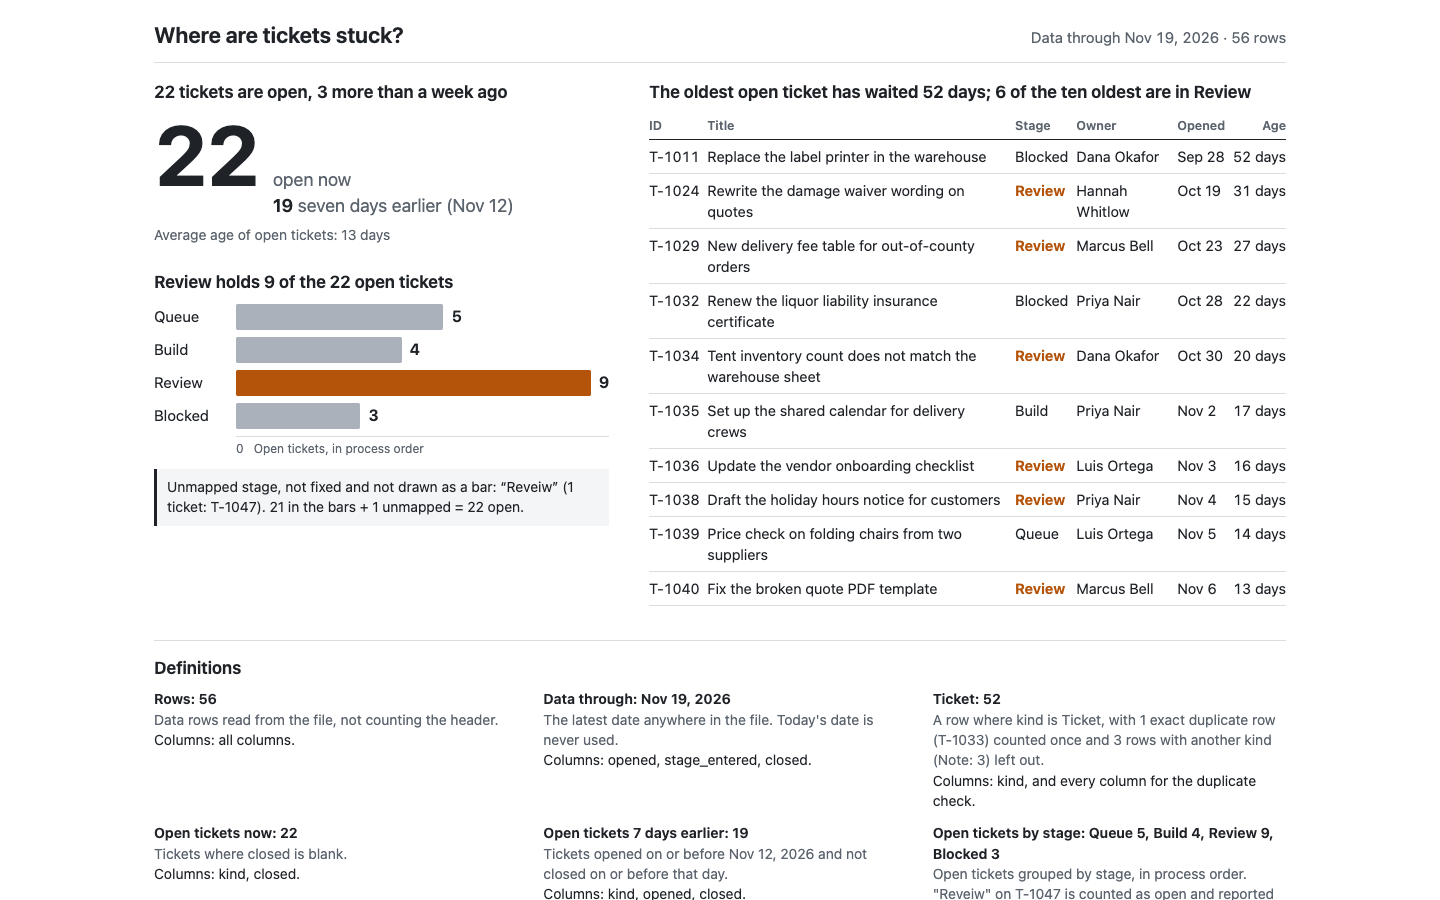 Where are tickets stuck?
Data through Nov 19, 2026 · 56 rows
22 tickets are open, 3 more than a week ago
22 open now
19 seven days earlier (Nov 12)
Average age of open tickets: 13 days
Review holds 9 of the 22 open tickets
Queue 5
Build 4
Review 9
Blocked 3
0 Open tickets, in process order
Unmapped stage, not fixed and not drawn as a bar: “Reveiw” (1
ticket: T-1047). 21 in the bars + 1 unmapped = 22 open.
The oldest open ticket has waited 52 days; 6 of the ten oldest are in Review
ID Title Stage Owner Opened Age
T-1011 Replace the label printer in the warehouse Blocked Dana Okafor Sep 28 52 days
T-1024 Rewrite the damage waiver wording on Review Hannah Oct 19 31 days
quotes Whitlow
T-1029 New delivery fee table for out-of-county Review Marcus Bell Oct 23 27 days
orders
T-1032 Renew the liquor liability insurance Blocked Priya Nair Oct 28 22 days
certificate
T-1034 Tent inventory count does not match the Review Dana Okafor Oct 30 20 days
warehouse sheet
T-1035 Set up the shared calendar for delivery Build Priya Nair Nov 2 17 days
crews
T-1036 Update the vendor onboarding checklist Review Luis Ortega Nov 3 16 days
T-1038 Draft the holiday hours notice for customers Review Priya Nair Nov 4 15 days
T-1039 Price check on folding chairs from two Queue Luis Ortega Nov 5 14 days
suppliers
T-1040 Fix the broken quote PDF template Review Marcus Bell Nov 6 13 days
Definitions
Rows: 56
Data rows read from the file, not counting the header.
Columns: all columns.
Data through: Nov 19, 2026
The latest date anywhere in the file. Today's date is
never used.
Columns: opened, stage_entered, closed.
Ticket: 52
A row where kind is Ticket, with 1 exact duplicate row
(T-1033) counted once and 3 rows with another kind
(Note: 3) left out.
Columns: kind, and every column for the duplicate
check.
Open tickets now: 22
Tickets where closed is blank.
Columns: kind, closed.
Open tickets 7 days earlier: 19
Tickets opened on or before Nov 12, 2026 and not
closed on or before that day.
Columns: kind, opened, closed.
Open tickets by stage: Queue 5, Build 4, Review 9,
Blocked 3
Open tickets grouped by stage, in process order.
"Reveiw" on T-1047 is counted as open and reported